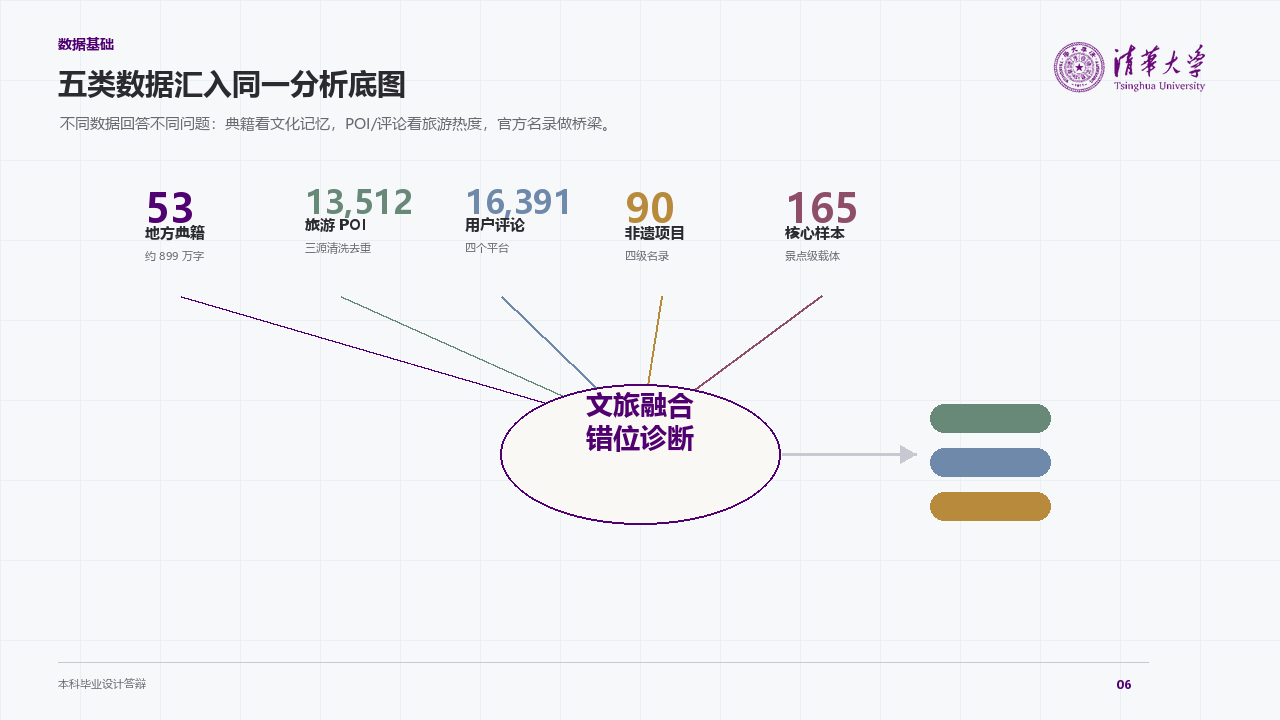 数据基础
五类数据汇入同一分析底图
不同数据回答不同问题：典籍看文化记忆，POI/评论看旅游热度，官方名录做桥梁。
清华大学
Tsinghua University
53
地方典籍
约 899 万字
13,512
旅游 POI
三源清洗去重
16,391
用户评论
四个平台
90
非遗项目
四级名录
165
核心样本
景点级载体
文旅融合
错位诊断
本科毕业设计答辩
06